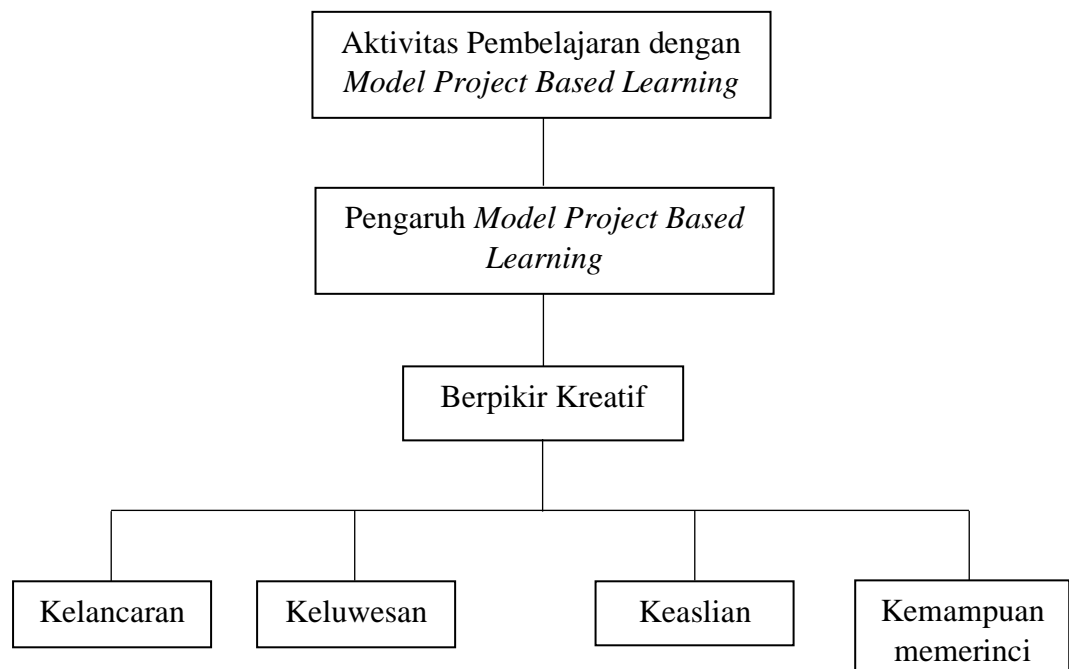 Aktivitas Pembelajaran dengan
Model Project Based Learning
Pengaruh Model Project Based
Learning
Berpikir Kreatif
Kelancaran
Keluwesan
Keaslian
Kemampuan
memerinci